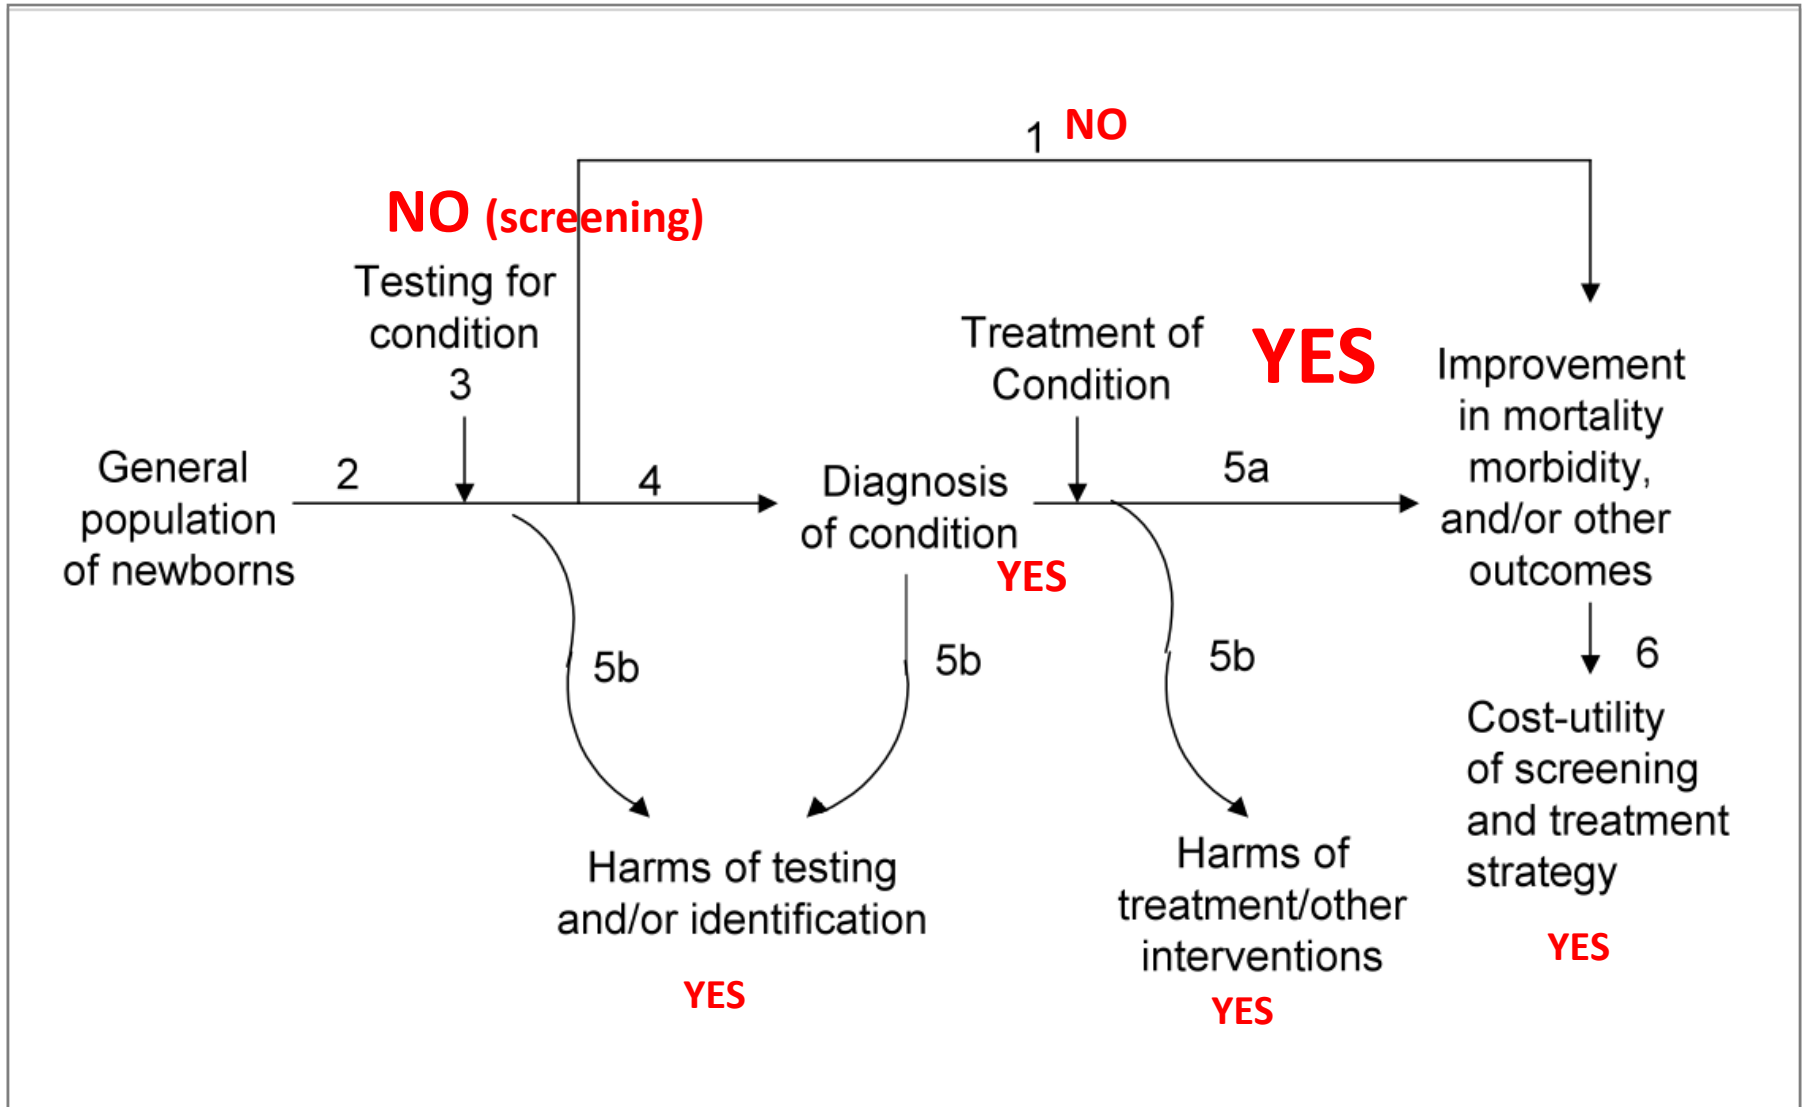 1 NO
NO (screening)
Testing for
condition
3
Treatment of
Condition
YES
Improvement
in mortality
morbidity,
and/or other
outcomes
General
population
of newborns
2
4
Diagnosis
of condition
YES
5a
5b
5b
5b
6
Cost-utility
of screening
and treatment
strategy
YES
Harms of testing
and/or identification
YES
Harms of
treatment/other
interventions
YES